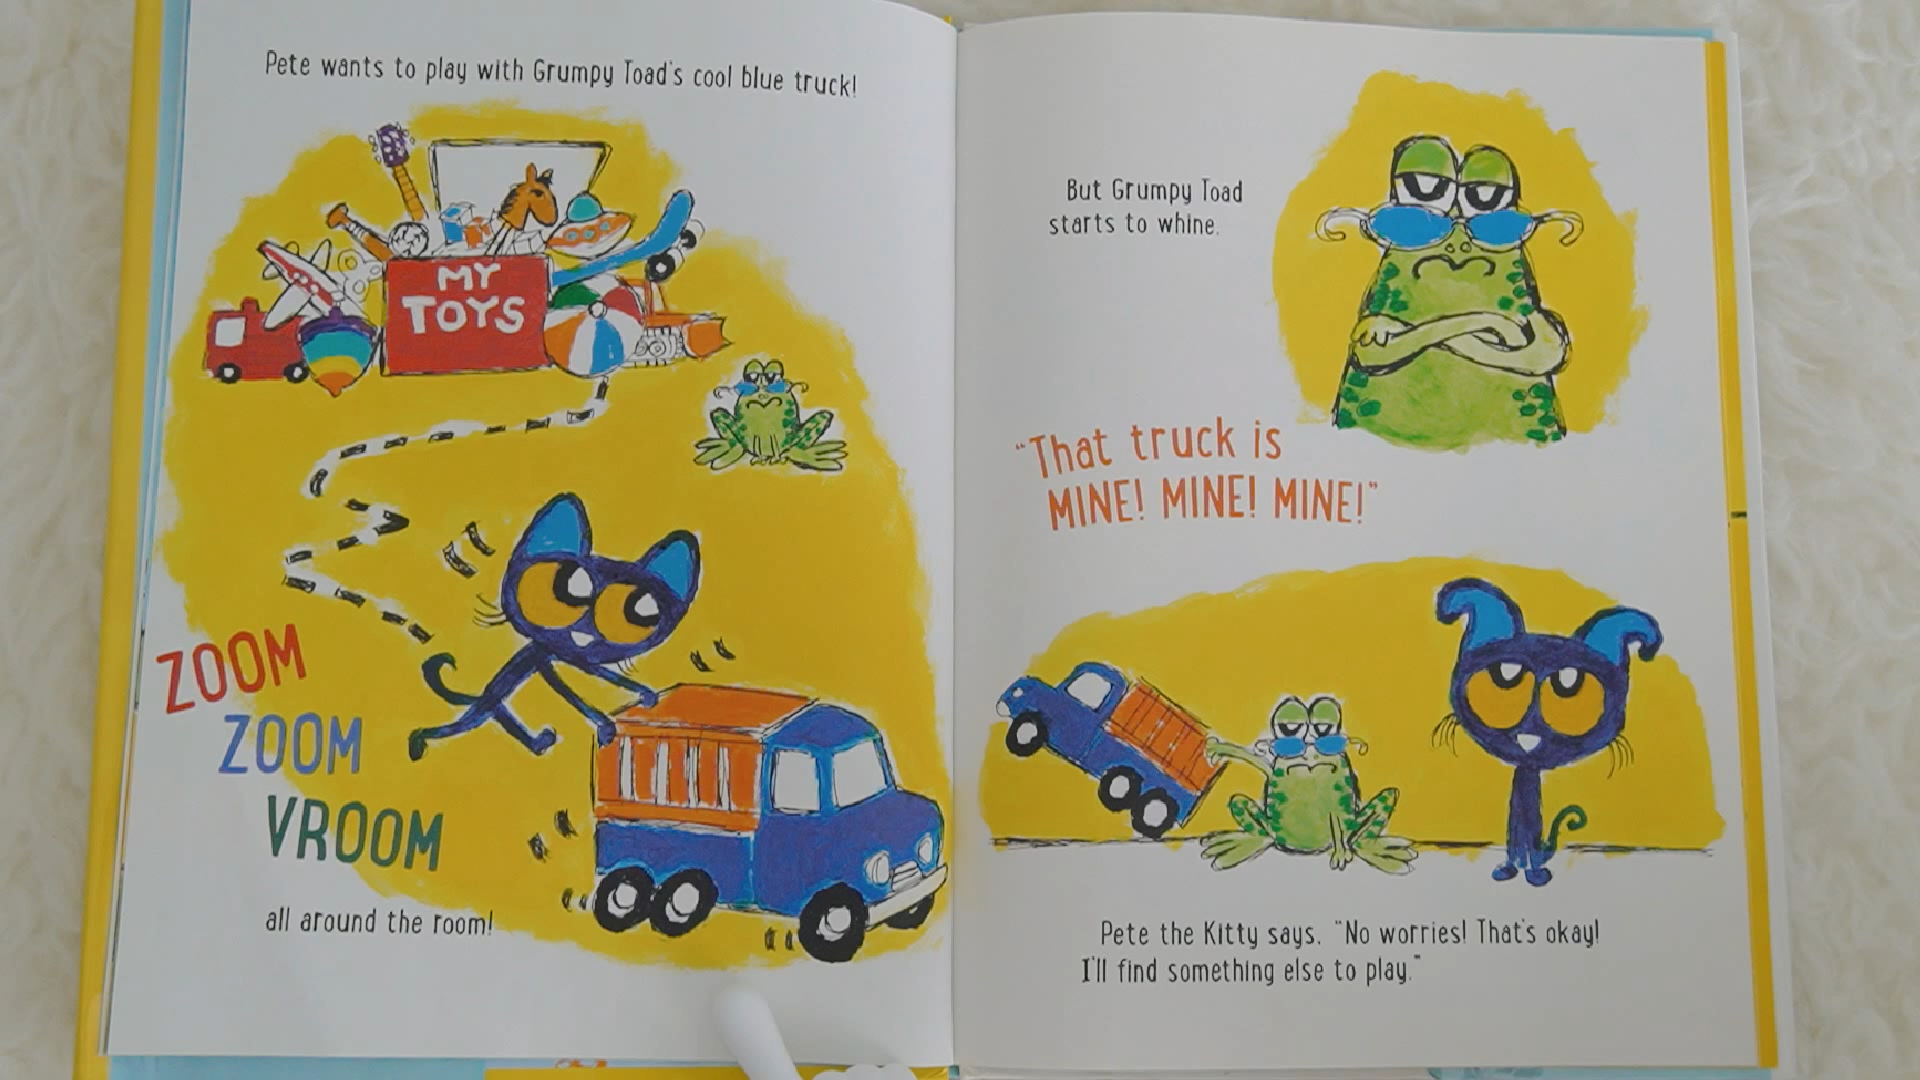 Pete wants to play with Grumpy Toad's cool blue truck!
MY
TOYS
ZOOM
ZOOM
VROOM
all around the room!
But Grumpy Toad
starts to whine.
"That truck is
MINE! MINE! MINE!"
Pete the Kitty says, "No worries! That's okay!
I'll find something else to play."